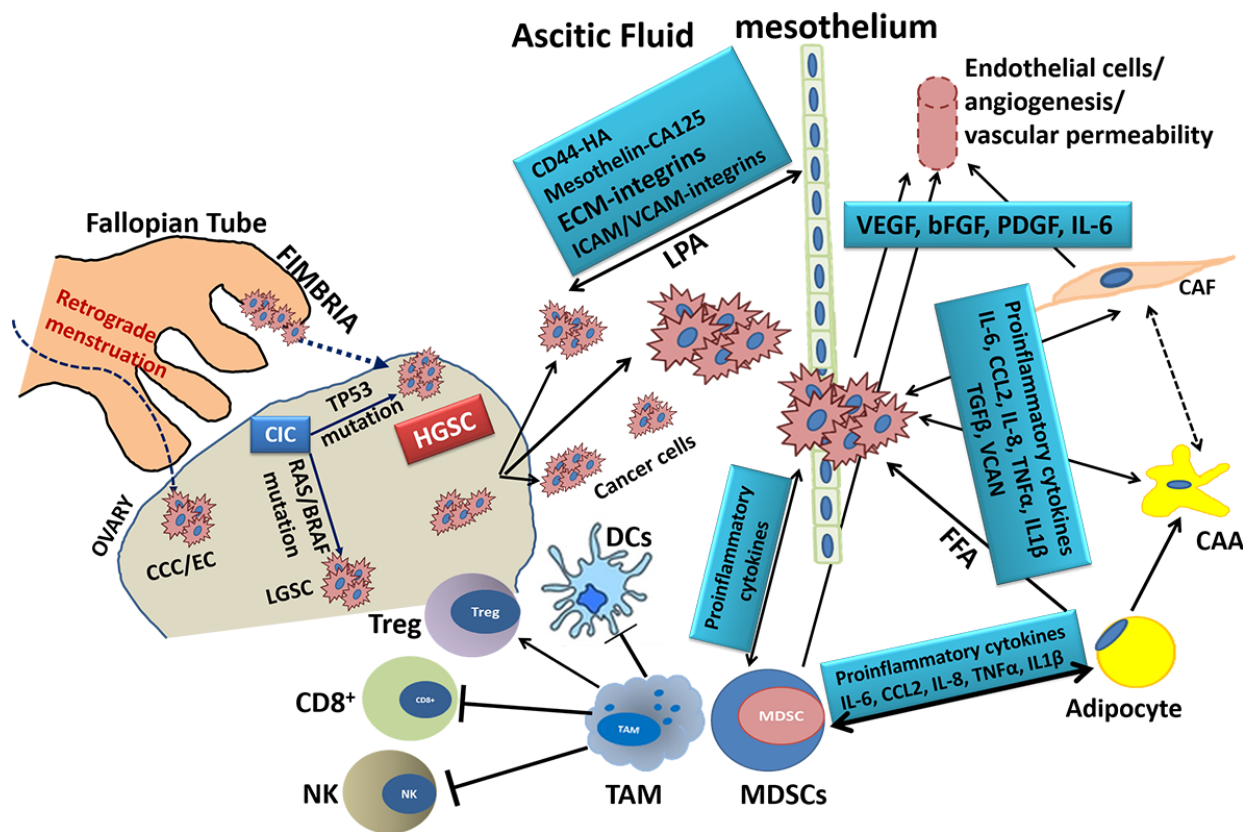 Ascitic Fluid
mesothelium
Endothelial cells/
angiogenesis/
vascular permeability
CD44-HA
Mesothelin-CA125
ECM-integrins
ICAM/VCAM-integrins
LPA
VEGF, bFGF, PDGF, IL-6
Fallopian Tube
FIMBRIA
Retrograde
menstruation
CAF
Proinflammatory cytokines
IL-6, CCL2, IL-8, TNFα, IL1β
TGFβ, VCAN
TP53
mutation
CIC
HGSC
RAS/BRAF
mutation
OVARY
CCC/EC
LGSC
Cancer cells
CAA
FFA
DCs
Proinflammatory
cytokines
Treg
Treg
CD8+
CD8⁺
Proinflammatory cytokines
IL-6, CCL2, IL-8, TNFα, IL1β
Adipocyte
TAM
MDSC
NK
NK
TAM
MDSCs